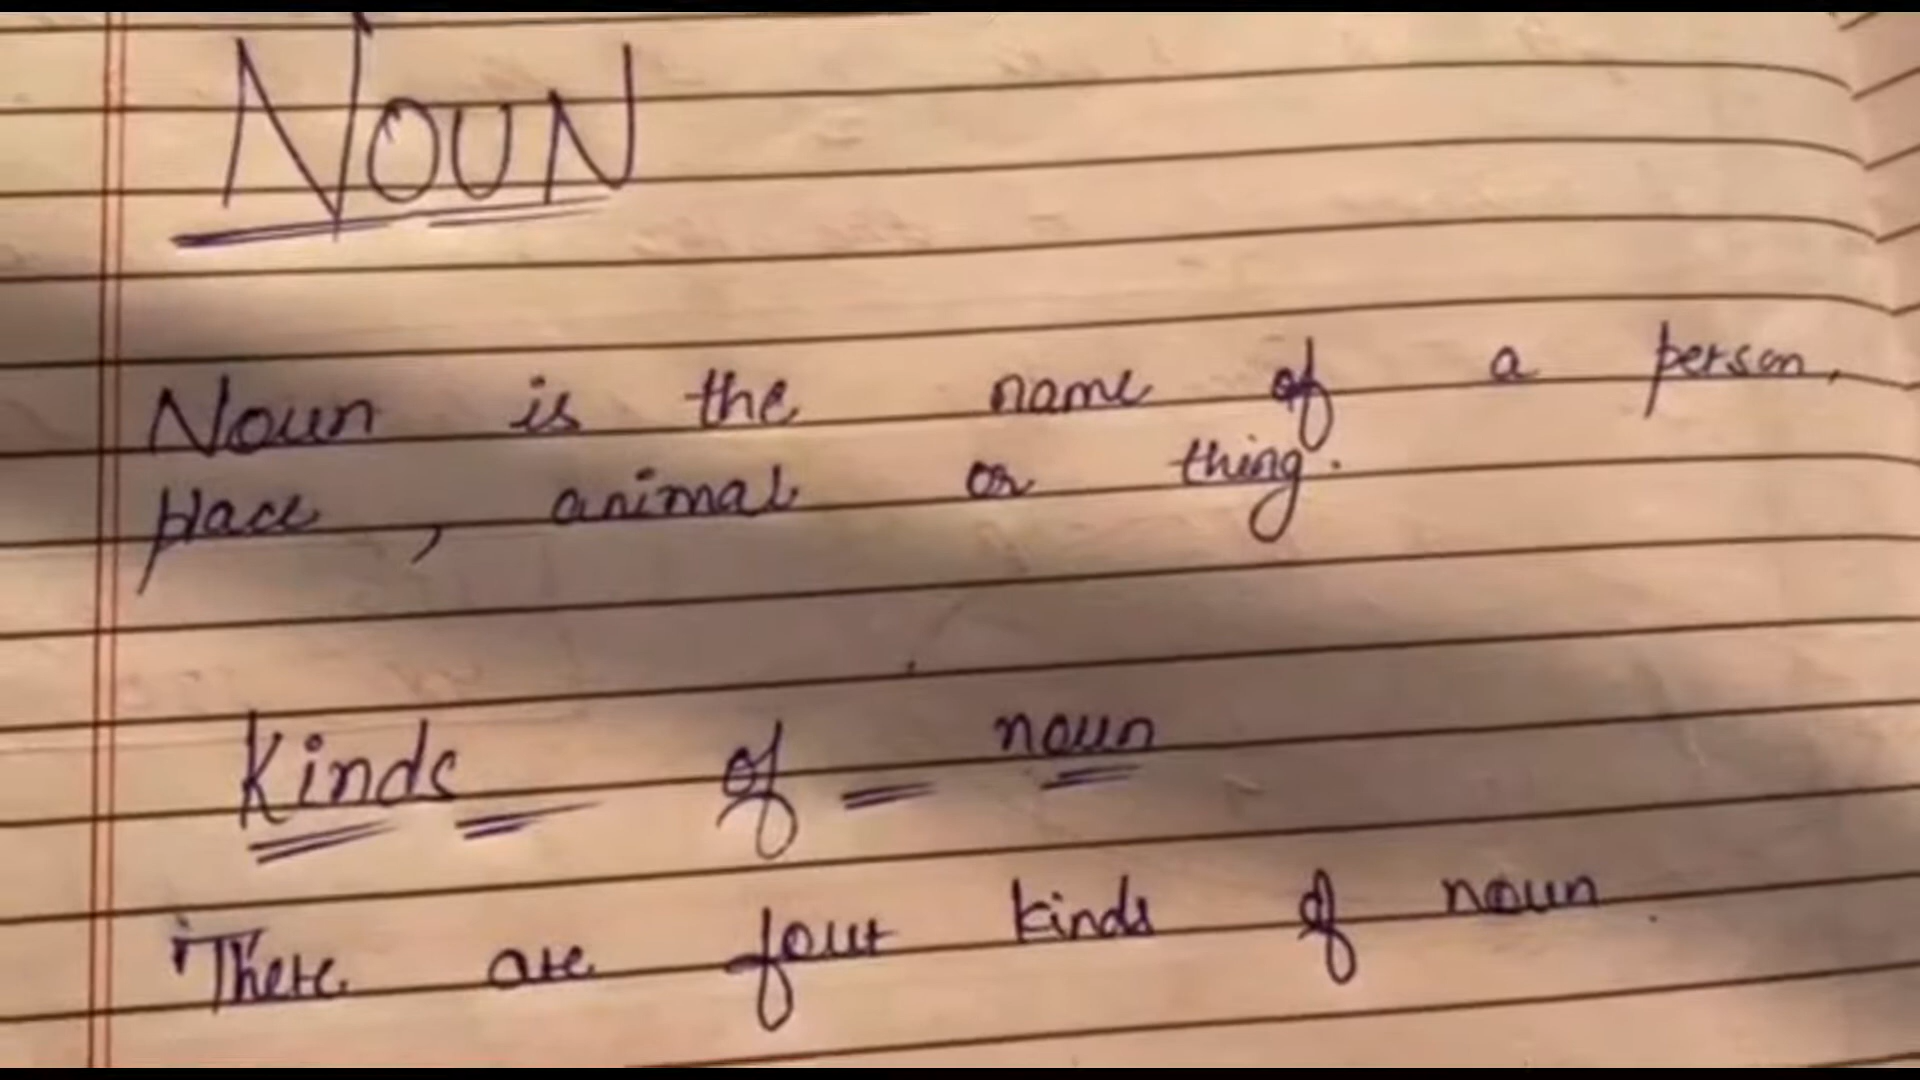 NOUN
Noun is the name of a person,
place, animal or thing.
Kinds of noun
There are four kinds of noun.